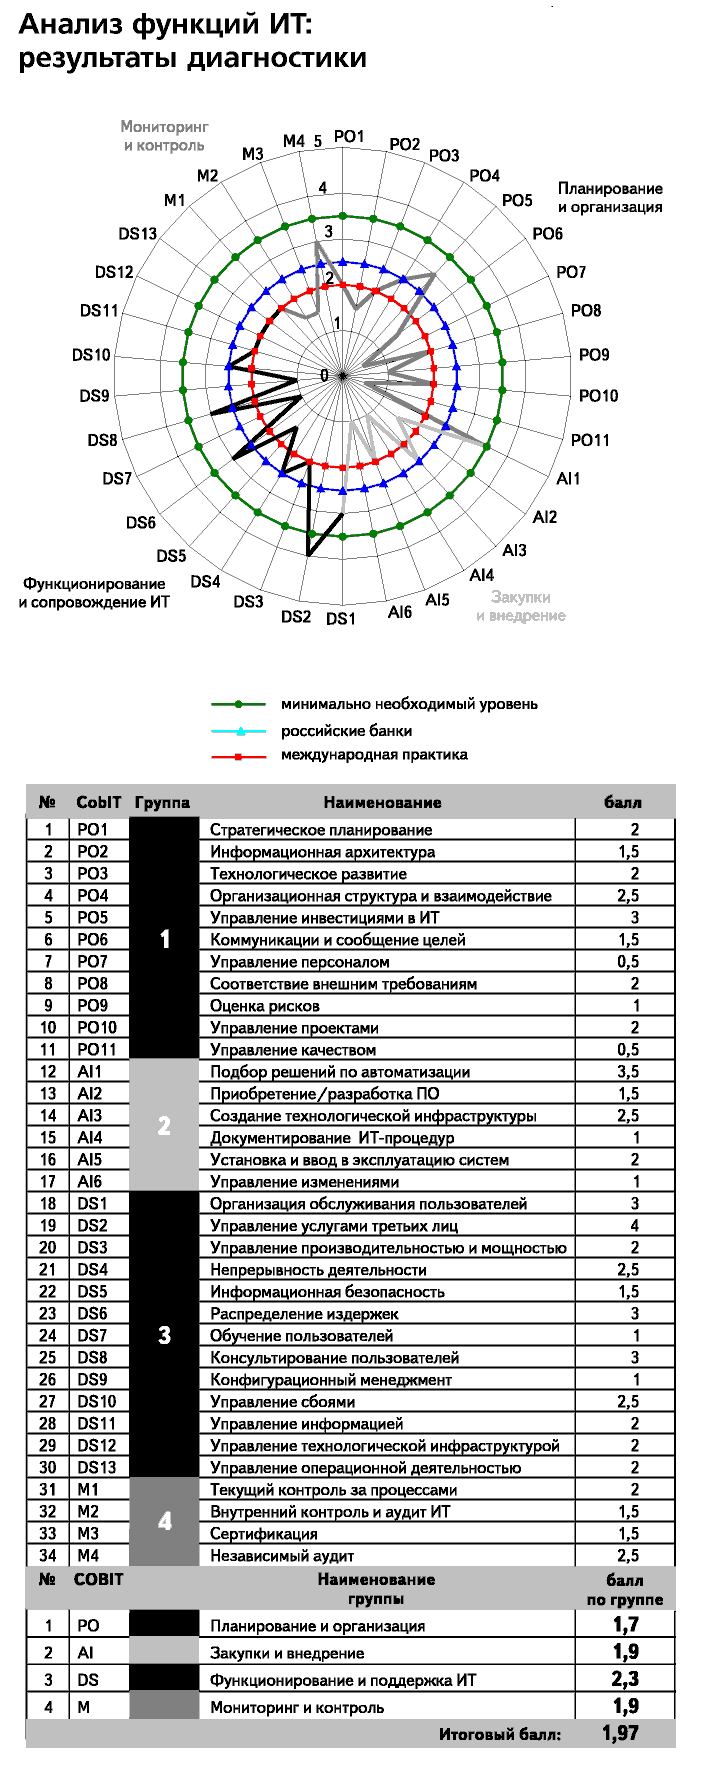 Анализ функций ИТ:
результаты диагностики
Мониторинг
и контроль
Планирование
и организация
Функционирование
и сопровождение ИТ
Закупки
и внедрение
PO1
PO2
PO3
PO4
PO5
PO6
PO7
PO8
PO9
PO10
PO11
AI1
AI2
AI3
AI4
AI5
AI6
DS1
DS2
DS3
DS4
DS5
DS6
DS7
DS8
DS9
DS10
DS11
DS12
DS13
M1
M2
M3
M4
5
4
3
2
1
0
минимально необходимый уровень
российские банки
международная практика
№ CobIT Группа Наименование балл
1 PO1 Стратегическое планирование 2
2 PO2 Информационная архитектура 1,5
3 PO3 Технологическое развитие 2
4 PO4 Организационная структура и взаимодействие 2,5
5 PO5 Управление инвестициями в ИТ 3
6 PO6 Коммуникации и сообщение целей 1,5
1
7 PO7 Управление персоналом 0,5
8 PO8 Соответствие внешним требованиям 2
9 PO9 Оценка рисков 1
10 PO10 Управление проектами 2
11 PO11 Управление качеством 0,5
12 AI1 Подбор решений по автоматизации 3,5
13 AI2 Приобретение/разработка ПО 1,5
14 AI3 Создание технологической инфраструктуры 2,5
2
15 AI4 Документирование ИТ-процедур 1
16 AI5 Установка и ввод в эксплуатацию систем 2
17 AI6 Управление изменениями 1
18 DS1 Организация обслуживания пользователей 3
19 DS2 Управление услугами третьих лиц 4
20 DS3 Управление производительностью и мощностью 2
21 DS4 Непрерывность деятельности 2,5
22 DS5 Информационная безопасность 1,5
23 DS6 Распределение издержек 3
24 DS7 Обучение пользователей 1
3
25 DS8 Консультирование пользователей 3
26 DS9 Конфигурационный менеджмент 1
27 DS10 Управление сбоями 2,5
28 DS11 Управление информацией 2
29 DS12 Управление технологической инфраструктурой 2
30 DS13 Управление операционной деятельностью 2
31 M1 Текущий контроль за процессами 2
32 M2 Внутренний контроль и аудит ИТ 1,5
4
33 M3 Сертификация 1,5
34 M4 Независимый аудит 2,5
№ COBIT Наименование балл
группы по группе
1 PO Планирование и организация 1,7
2 AI Закупки и внедрение 1,9
3 DS Функционирование и поддержка ИТ 2,3
4 M Мониторинг и контроль 1,9
Итоговый балл: 1,97